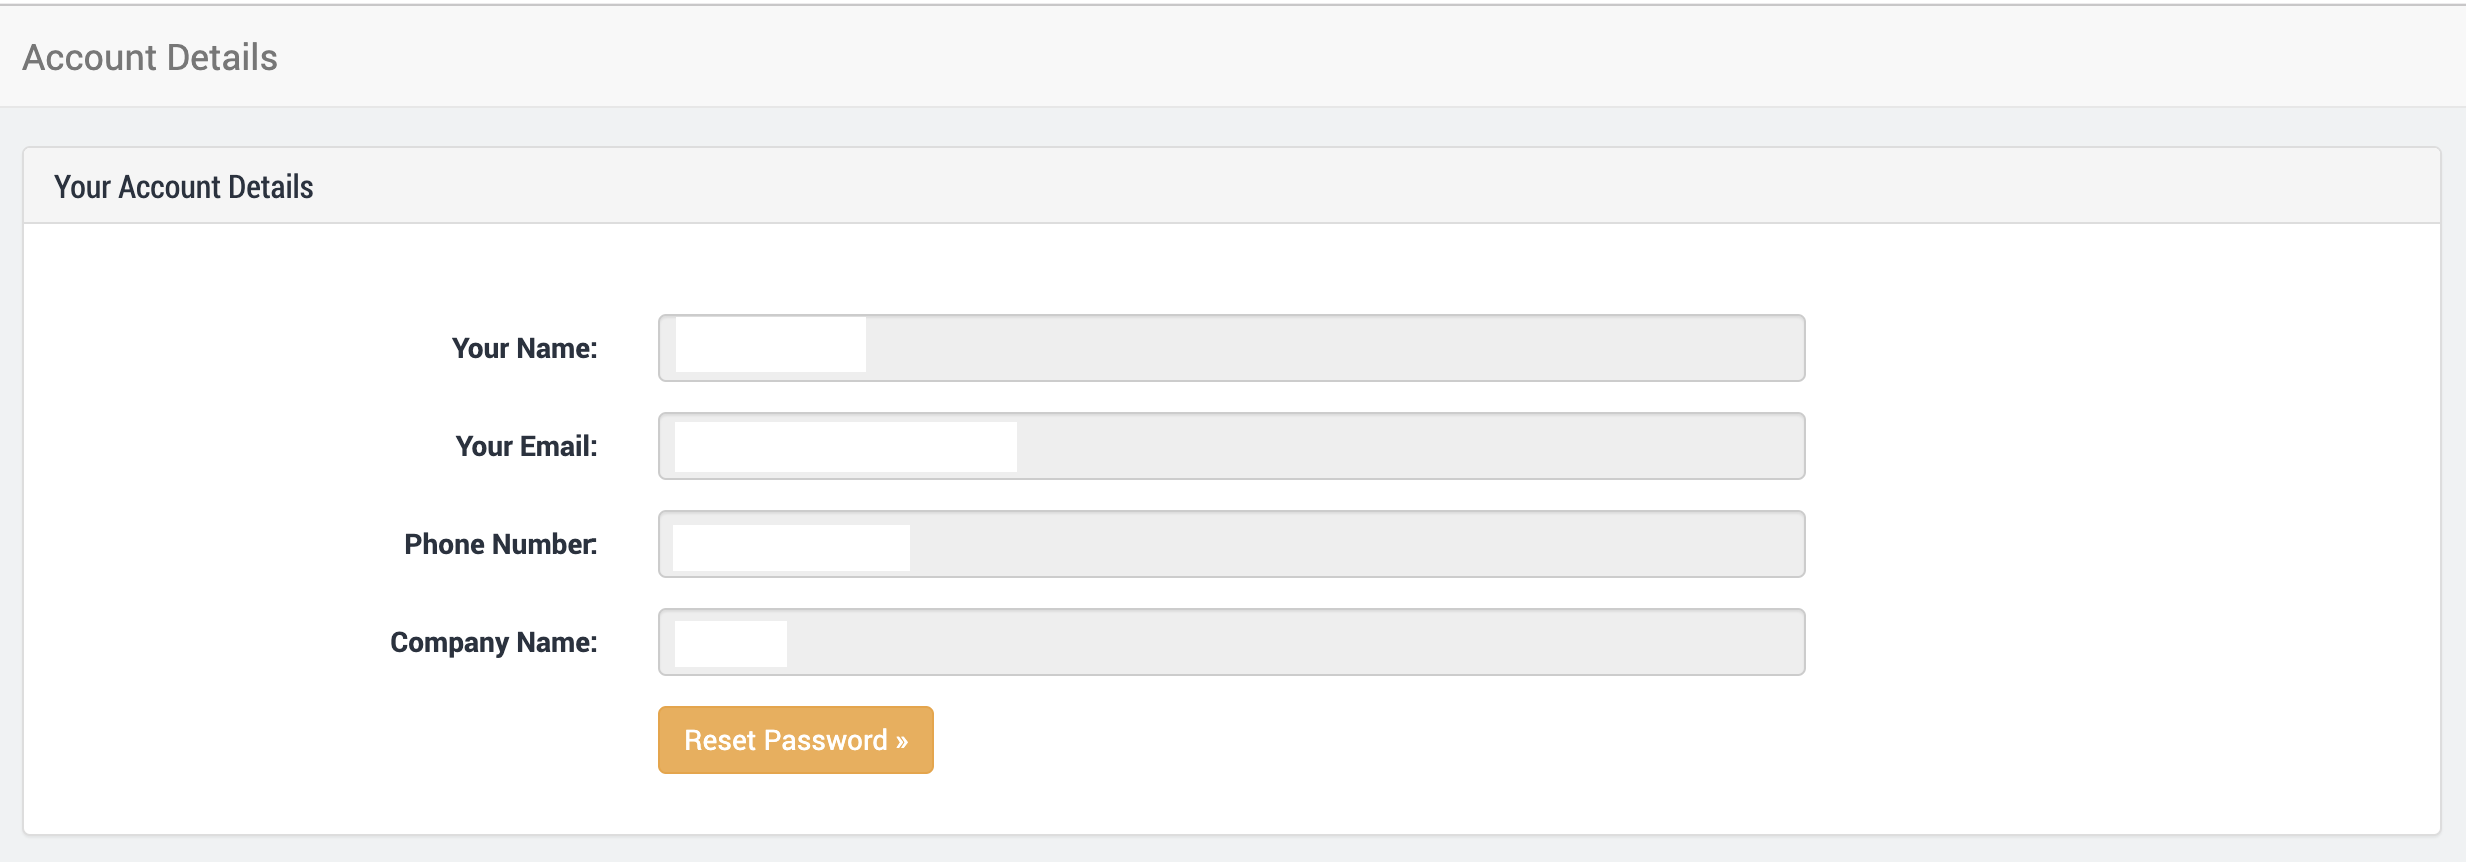 Account Details
Your Account Details
Your Name:
Your Email:
Phone Number:
Company Name:
Reset Password »